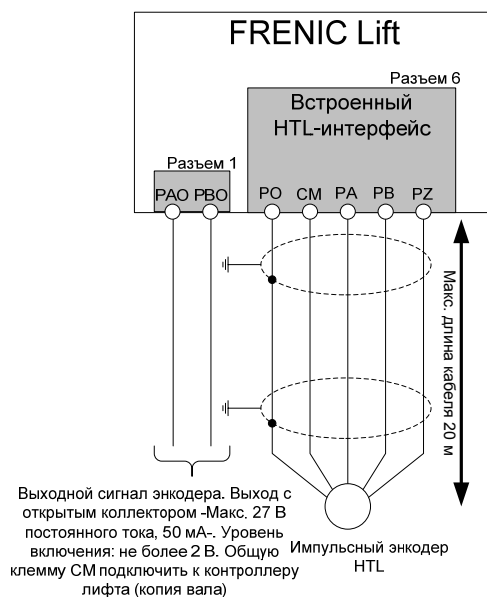 FRENIC Lift
Разъем 6
Встроенный
HTL-интерфейс
Разъем 1
PAO PBO PO CM PA PB PZ
Макс. длина кабеля 20 м
Выходной сигнал энкодера. Выход с
открытым коллектором -Макс. 27 В
постоянного тока, 50 мА-. Уровень
включения: не более 2 В. Общую
клемму СМ подключить к контроллеру
лифта (копия вала)
Импульсный энкодер
HTL